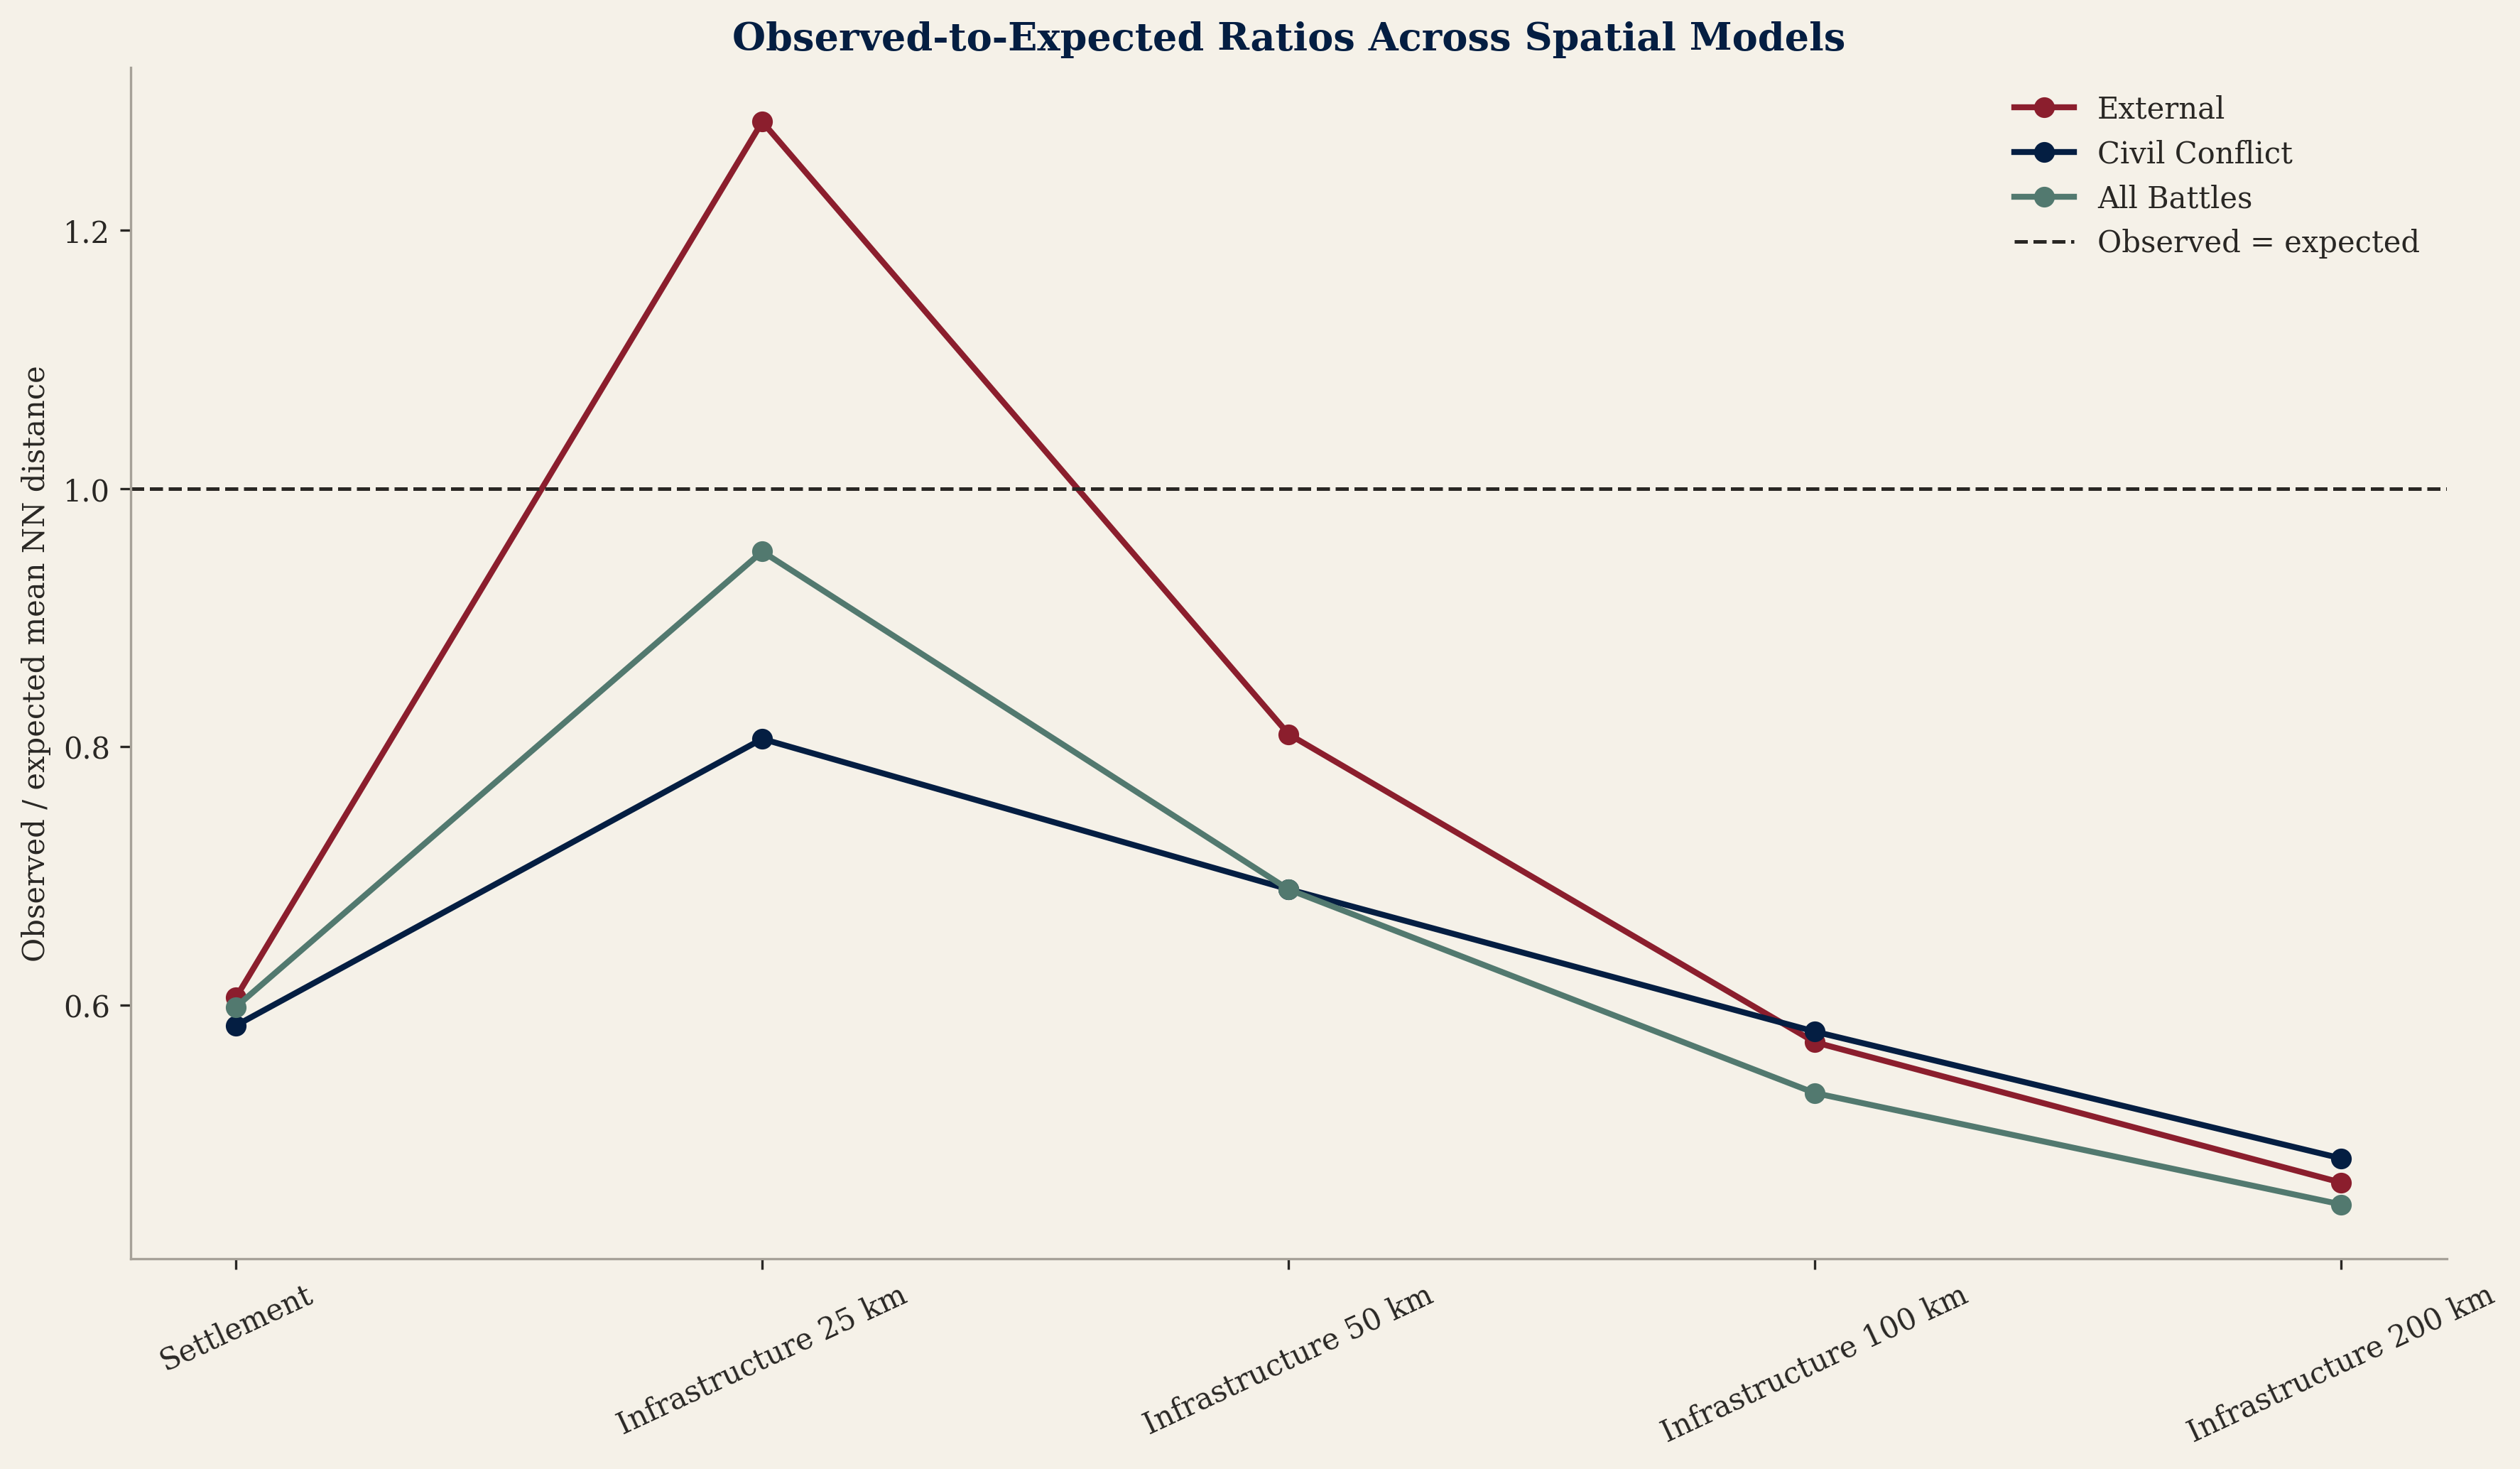 Observed-to-Expected Ratios Across Spatial Models
External
Civil Conflict
All Battles
Observed = expected
Observed / expected mean NN distance
1.2
1.0
0.8
0.6
Settlement
Infrastructure 25 km
Infrastructure 50 km
Infrastructure 100 km
Infrastructure 200 km